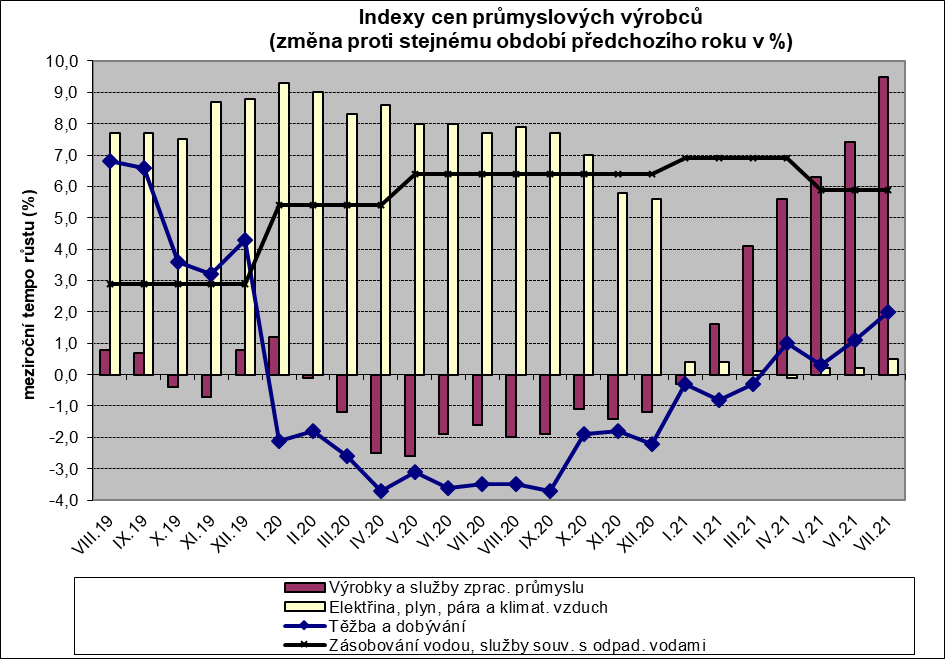 Indexy cen průmyslových výrobců
(změna proti stejnému období předchozího roku v %)
meziroční tempo růstu (%)
10,0
9,0
8,0
7,0
6,0
5,0
4,0
3,0
2,0
1,0
0,0
-1,0
-2,0
-3,0
-4,0
VIII.19 IX.19 X.19 XI.19 XII.19 I.20 II.20 III.20 IV.20 V.20 VI.20 VII.20 VIII.20 IX.20 X.20 XI.20 XII.20 I.21 II.21 III.21 IV.21 V.21 VI.21 VII.21
Výrobky a služby zprac. průmyslu
Elektřina, plyn, pára a klimat. vzduch
Těžba a dobývání
Zásobování vodou, služby souv. s odpad. vodami